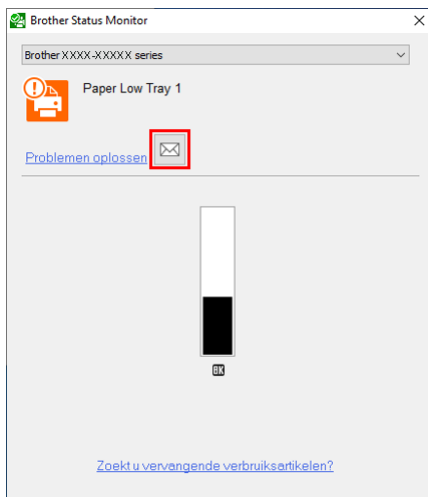 Brother Status Monitor
Brother XXXX-XXXXX series
Paper Low Tray 1
Problemen oplossen
BK
Zoekt u vervangende verbruiksartikelen?